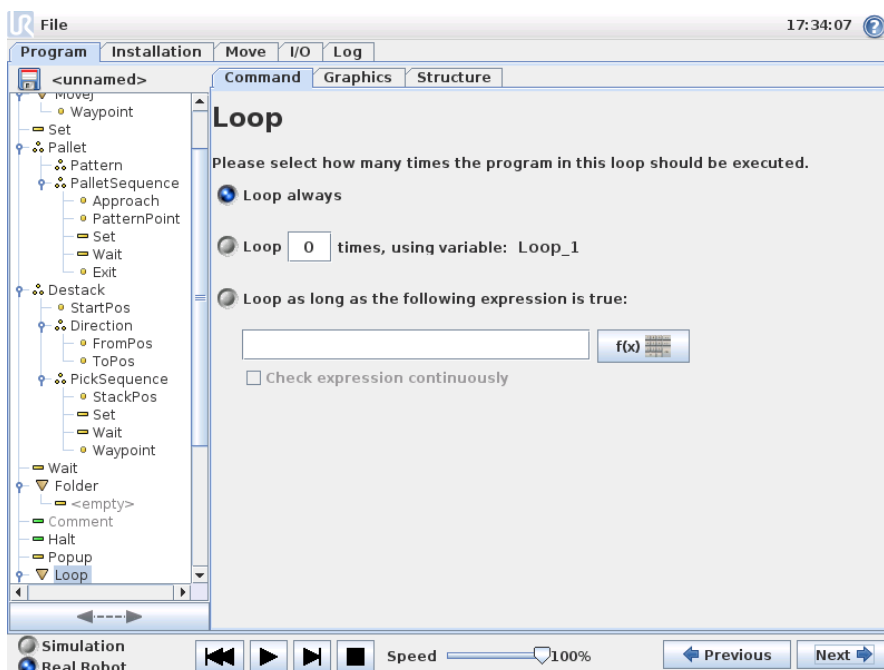 File
17:34:07
Program Installation Move I/O Log
<unnamed>
Command Graphics Structure
MoveJ
Waypoint
Set
Pallet
Pattern
PalletSequence
Approach
PatternPoint
Set
Wait
Exit
Destack
StartPos
Direction
FromPos
ToPos
PickSequence
StackPos
Set
Wait
Waypoint
Wait
Folder
<empty>
Comment
Halt
Popup
Loop
Loop
Please select how many times the program in this loop should be executed.
Loop always
Loop 0 times, using variable: Loop_1
Loop as long as the following expression is true:
f(x)
Check expression continuously
Simulation
Real Robot
Speed 100%
Previous
Next